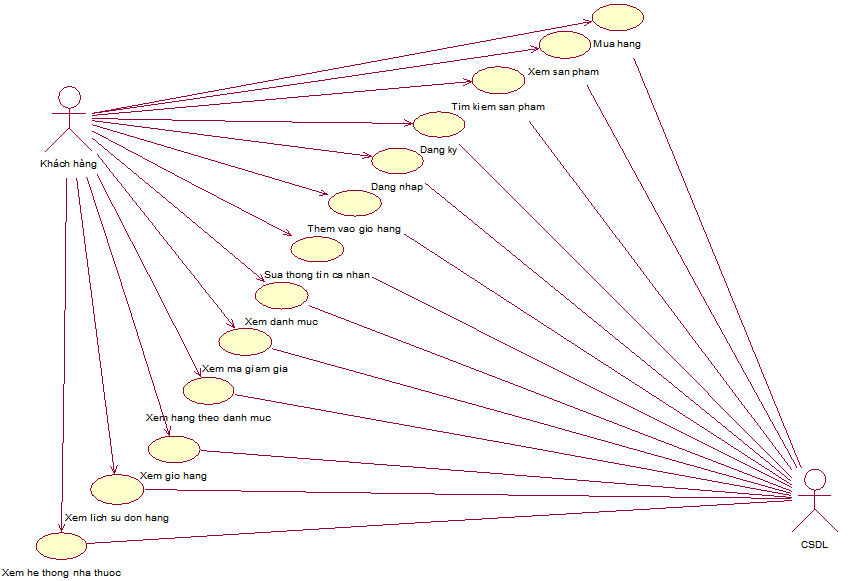 Mua hang
Xem san pham
Tim kiem san pham
Dang ky
Khách hàng
Dang nhap
Them vao gio hang
Sua thong tin ca nhan
Xem danh muc
Xem ma giam gia
Xem hang theo danh muc
Xem gio hang
Xem lich su don hang
CSDL
Xem he thong nha thuoc